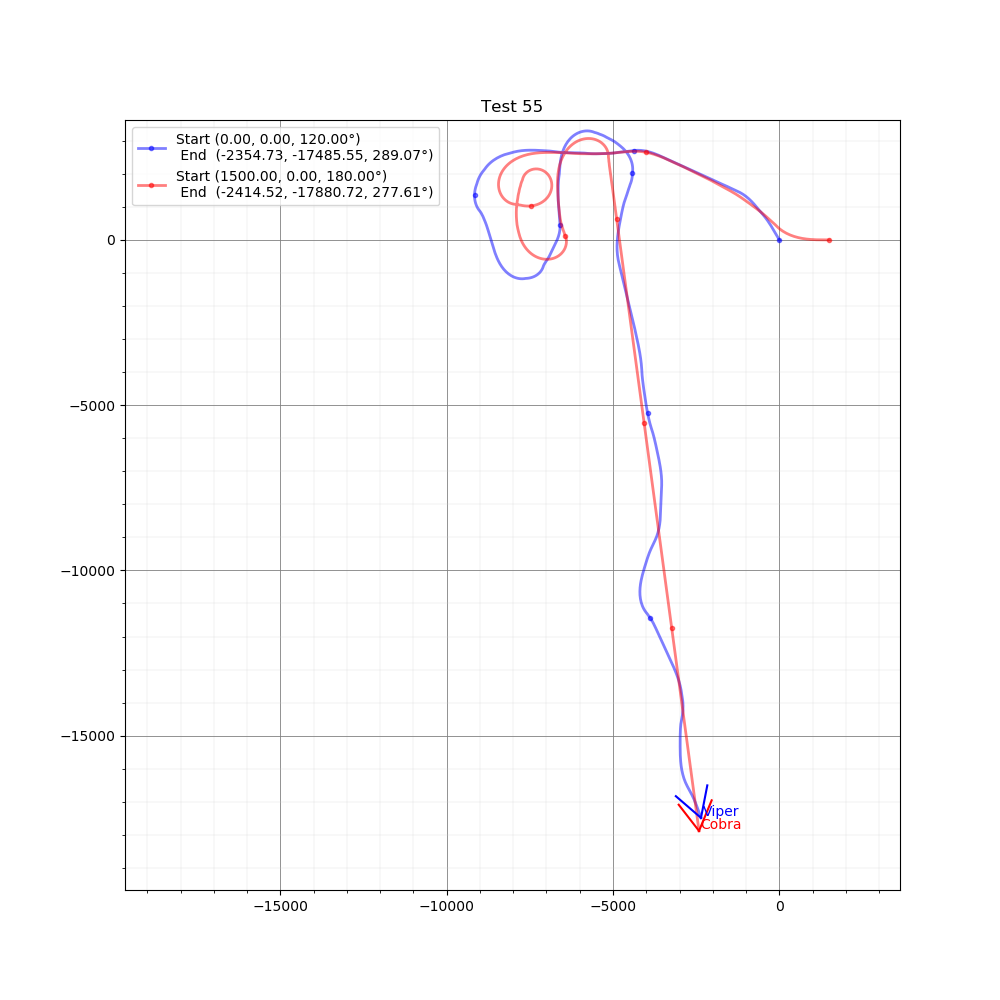 Test 55
Start (0.00, 0.00, 120.00°)
End (-2354.73, -17485.55, 289.07°)
Start (1500.00, 0.00, 180.00°)
End (-2414.52, -17880.72, 277.61°)
0
−5000
−10000
−15000
Viper
Cobra
−15000
−10000
−5000
0